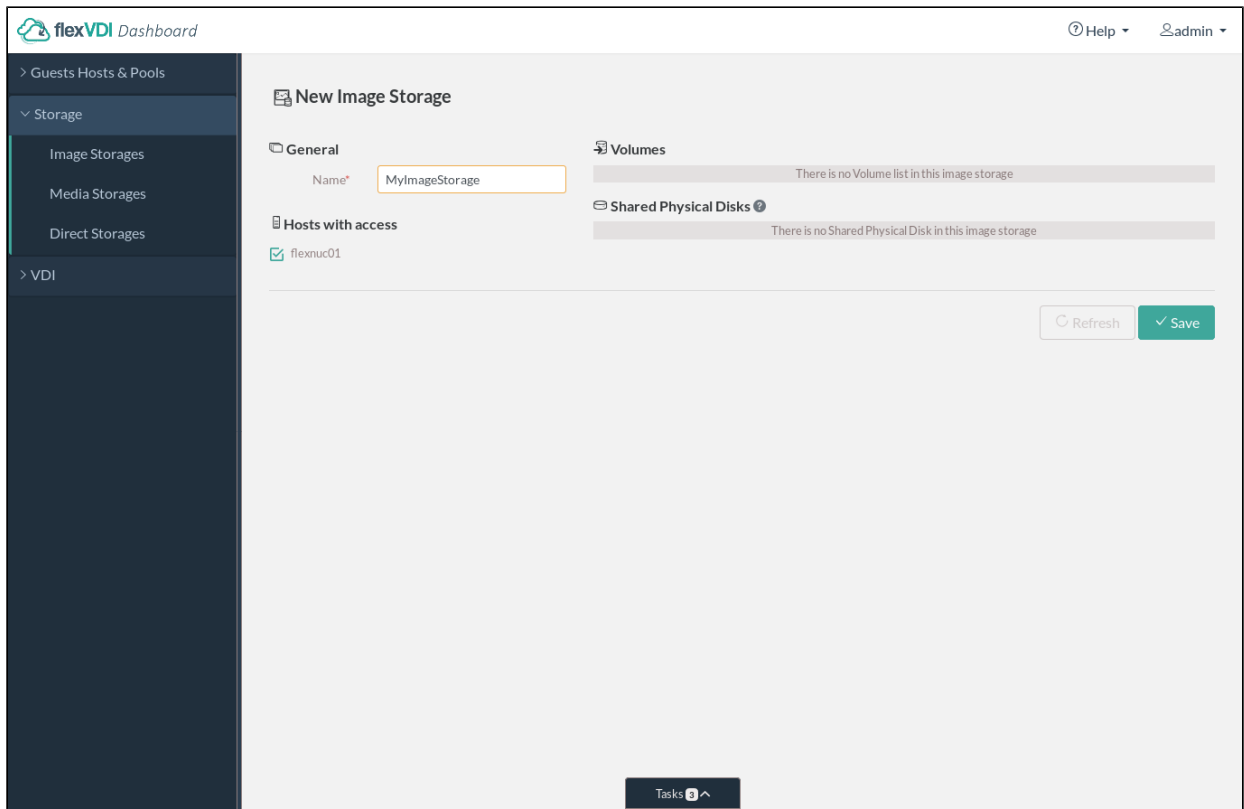 flexVDI Dashboard
Help
admin
Guests Hosts & Pools
Storage
Image Storages
Media Storages
Direct Storages
VDI
New Image Storage
General
Name*
MyImageStorage
Hosts with access
flexnuc01
Volumes
There is no Volume list in this image storage
Shared Physical Disks ?
There is no Shared Physical Disk in this image storage
Refresh
Save
Tasks 3